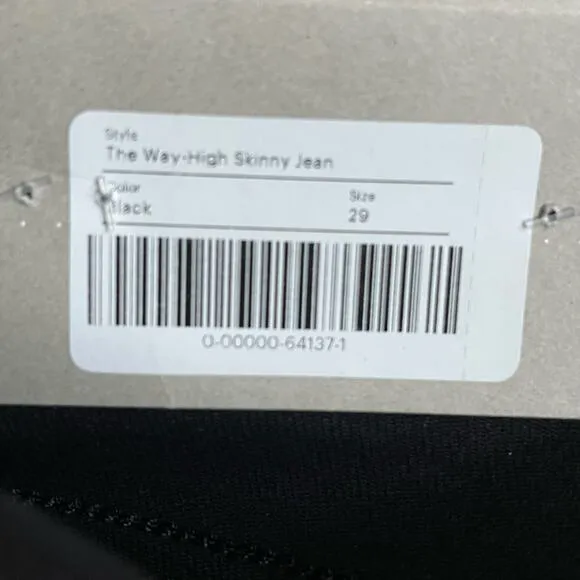 Style
The Way-High Skinny Jean
Color Size
Black 29
0-00000-64137-1